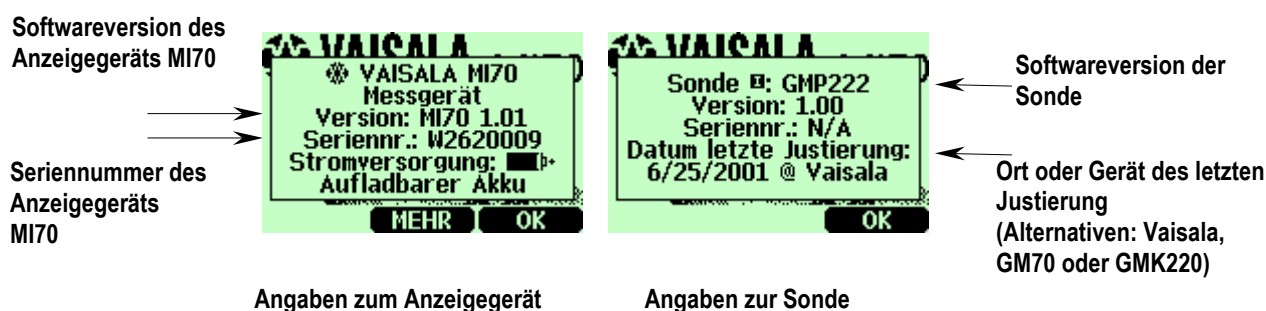 Softwareversion des
Anzeigegeräts MI70
Seriennummer des
Anzeigegeräts
MI70
VAISALA
VAISALA MI70
Messgerät
Version: MI70 1.01
Seriennr.: W2620009
Stromversorgung:
Aufladbarer Akku
MEHR OK
Angaben zum Anzeigegerät
VAISALA
Sonde I: GMP222
Version: 1.00
Seriennr.: N/A
Datum letzte Justierung:
6/25/2001 @ Vaisala
OK
Angaben zur Sonde
Softwareversion der
Sonde
Ort oder Gerät des letzten
Justierung
(Alternativen: Vaisala,
GM70 oder GMK220)